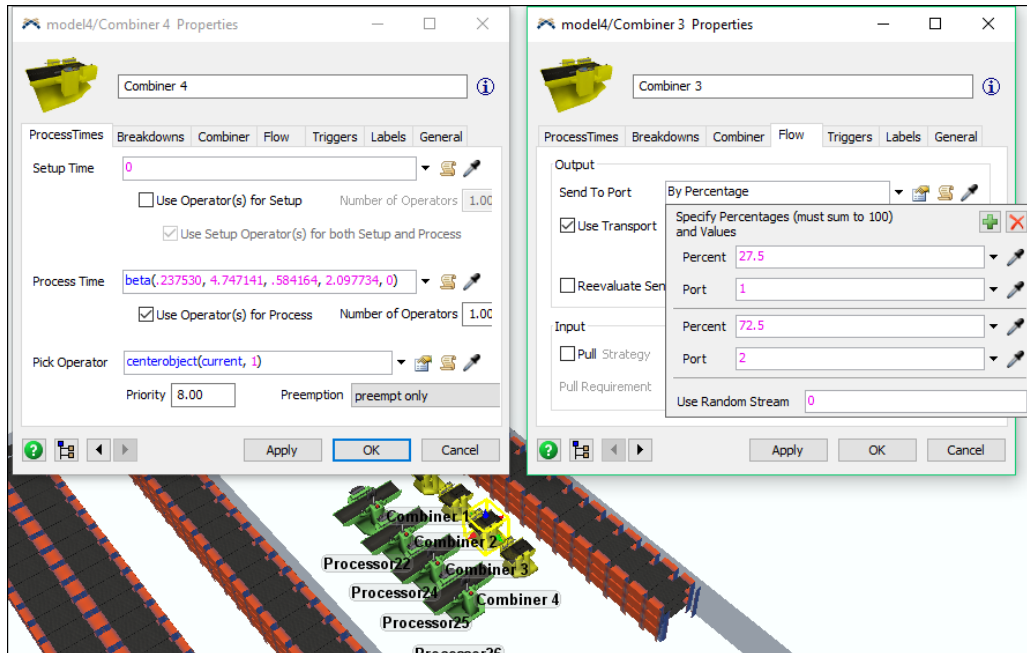 model4/Combiner 4 Properties
Combiner 4
ProcessTimes Breakdowns Combiner Flow Triggers Labels General
Setup Time 0
Use Operator(s) for Setup Number of Operators 1.00
Use Setup Operator(s) for both Setup and Process
Process Time beta(.237530, 4.747141, .584164, 2.097734, 0)
Use Operator(s) for Process Number of Operators 1.00
Pick Operator centerobject(current, 1)
Priority 8.00 Preemption preempt only
Apply OK Cancel
model4/Combiner 3 Properties
Combiner 3
ProcessTimes Breakdowns Combiner Flow Triggers Labels General
Output
Send To Port By Percentage
Use Transport
Specify Percentages (must sum to 100)
and Values
Percent 27.5
Port 1
Reevaluate Sen
Percent 72.5
Port 2
Input
Pull Strategy
Pull Requirement
Use Random Stream 0
Apply OK Cancel
Combiner 1
Combiner 2
Processor22 Combiner 3
Processor24 Combiner 4
Processor25
Processor26